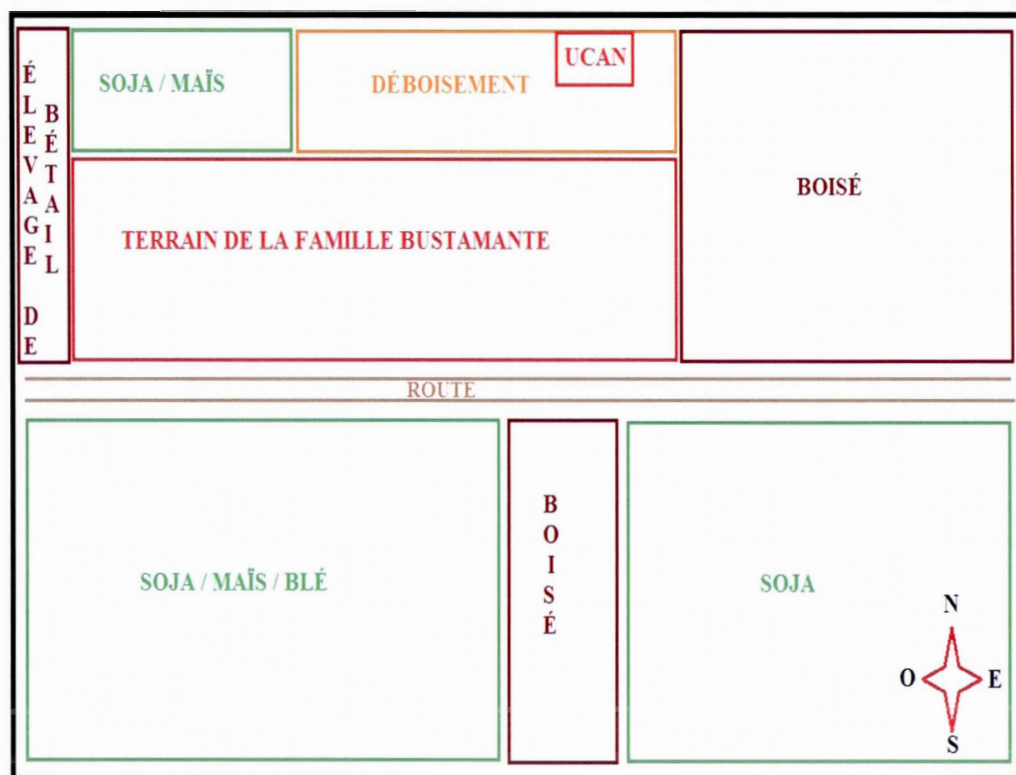 ÉLEVAGE DE
BÉTAIL
SOJA / MAÏS
DÉBOISEMENT
UCAN
BOISÉ
TERRAIN DE LA FAMILLE BUSTAMANTE
ROUTE
SOJA / MAÏS / BLÉ
BOISÉ
SOJA
N
O E
S